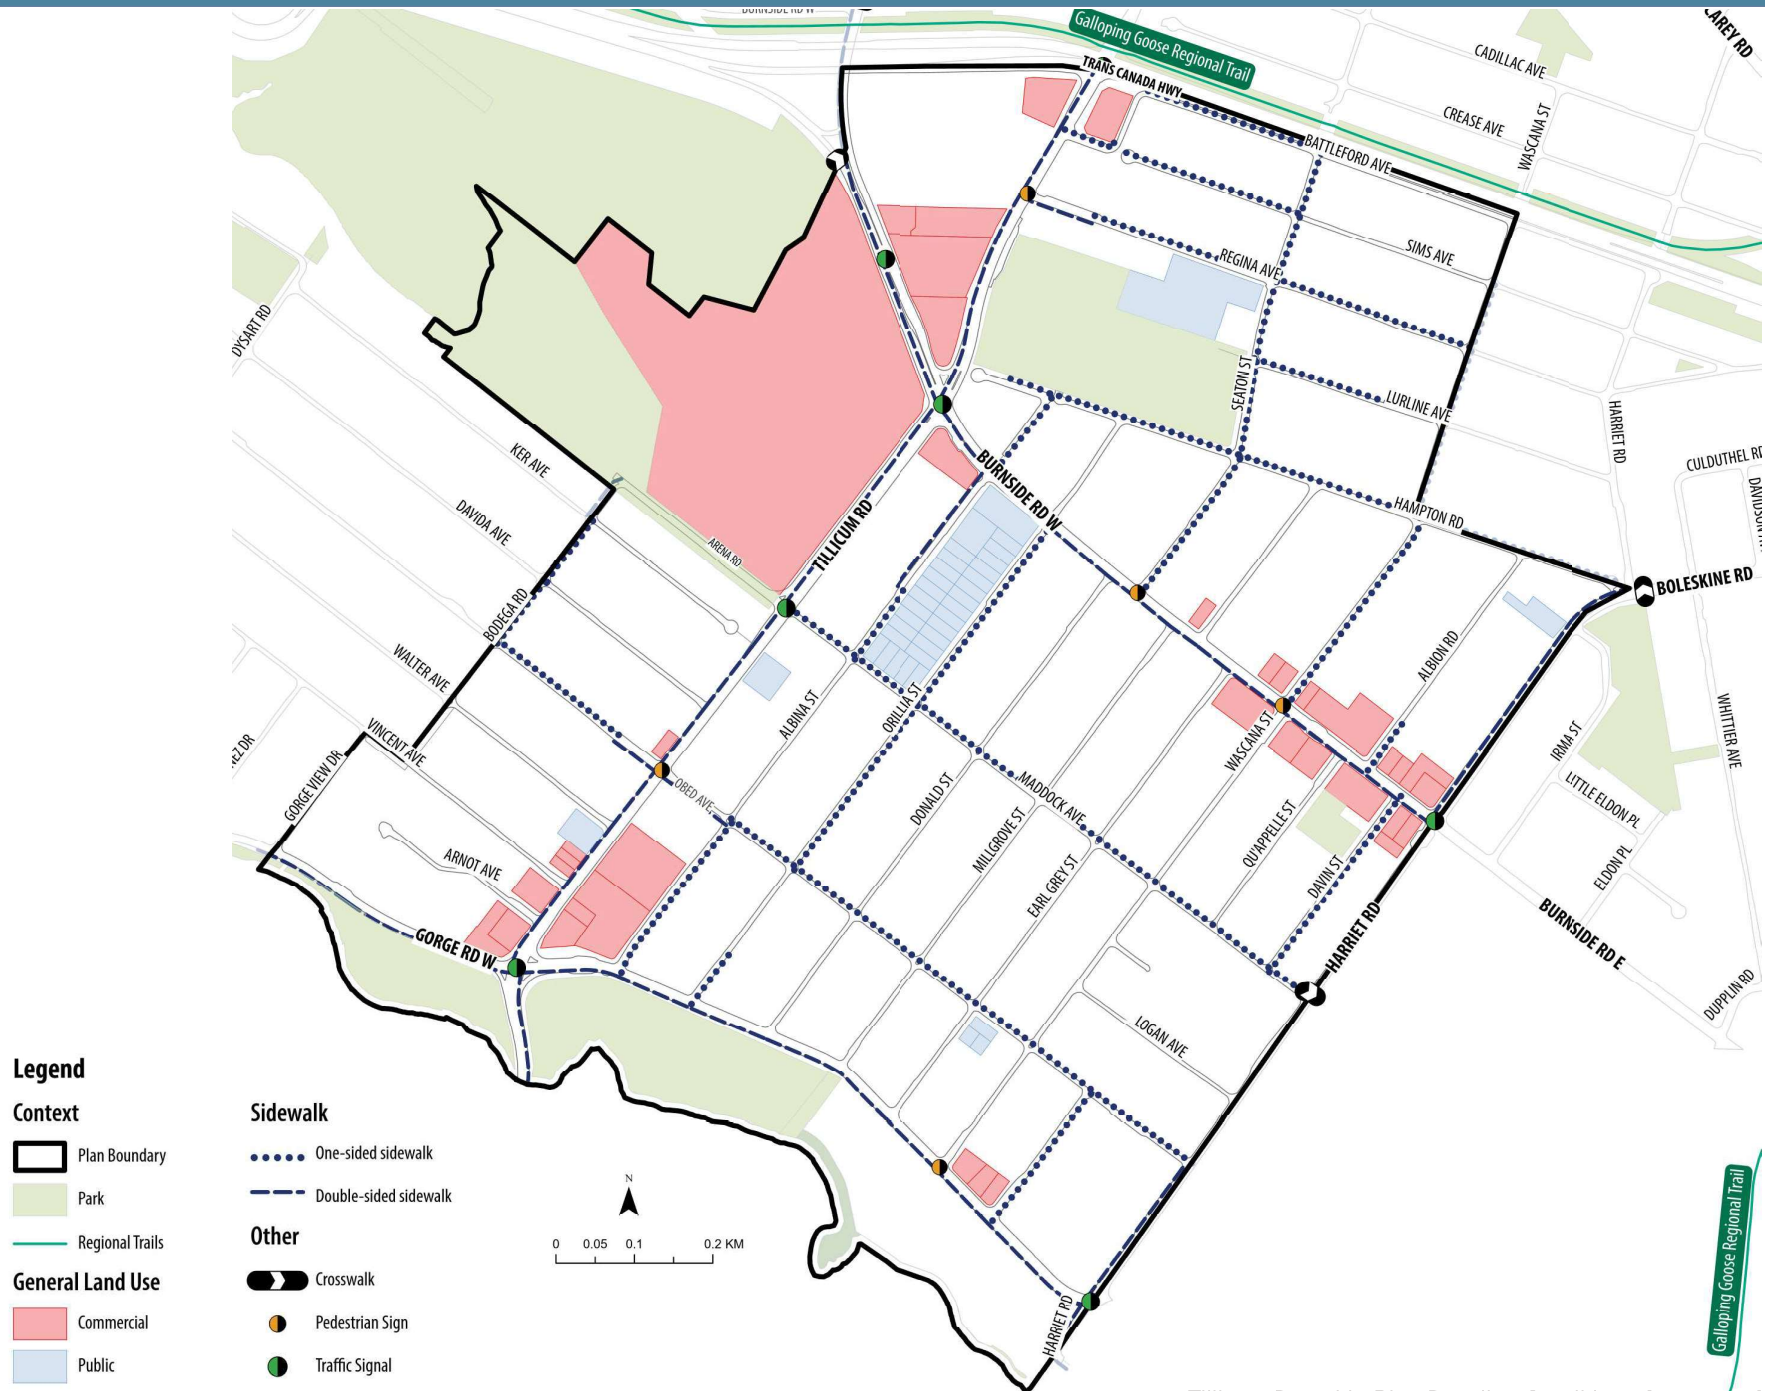 BURNSIDE RD W
Galloping Goose Regional Trail
CAREY RD
TRANS CANADA HWY
CADILLAC AVE
CREASE AVE
WASCANA ST
BATTLEFORD AVE
SIMS AVE
REGINA AVE
DYSART RD
SEATON ST
LURLINE AVE
HARRIET RD
CULDUTHEL RD
KER AVE
BURNSIDE RD W
HAMPTON RD
DAVIDSON
DAVIDA AVE
TILLICUM RD
ARENA RD
BOLESKINE RD
BODEGA RD
WALTER AVE
ALBION RD
ALBINA ST
ORILLIA ST
VINCENT AVE
WASCANA ST
IRMA ST
WHITTIER AVE
GORGE VIEW DR
OBED AVE
DONALD ST
MADDOCK AVE
LITTLE ELDON PL
MILLGROVE ST
QU'APPELLE ST
ARNOT AVE
EARL GREY ST
DAVIN ST
ELDON PL
GORGE RD W
HARRIET RD
BURNSIDE RD E
DUPPLIN RD
LOGAN AVE
Legend
Context
Plan Boundary
Park
Regional Trails
General Land Use
Commercial
Public
Sidewalk
One-sided sidewalk
Double-sided sidewalk
Other
Crosswalk
Pedestrian Sign
Traffic Signal
N
0 0.05 0.1 0.2 KM
HARRIET RD
Galloping Goose Regional Trail